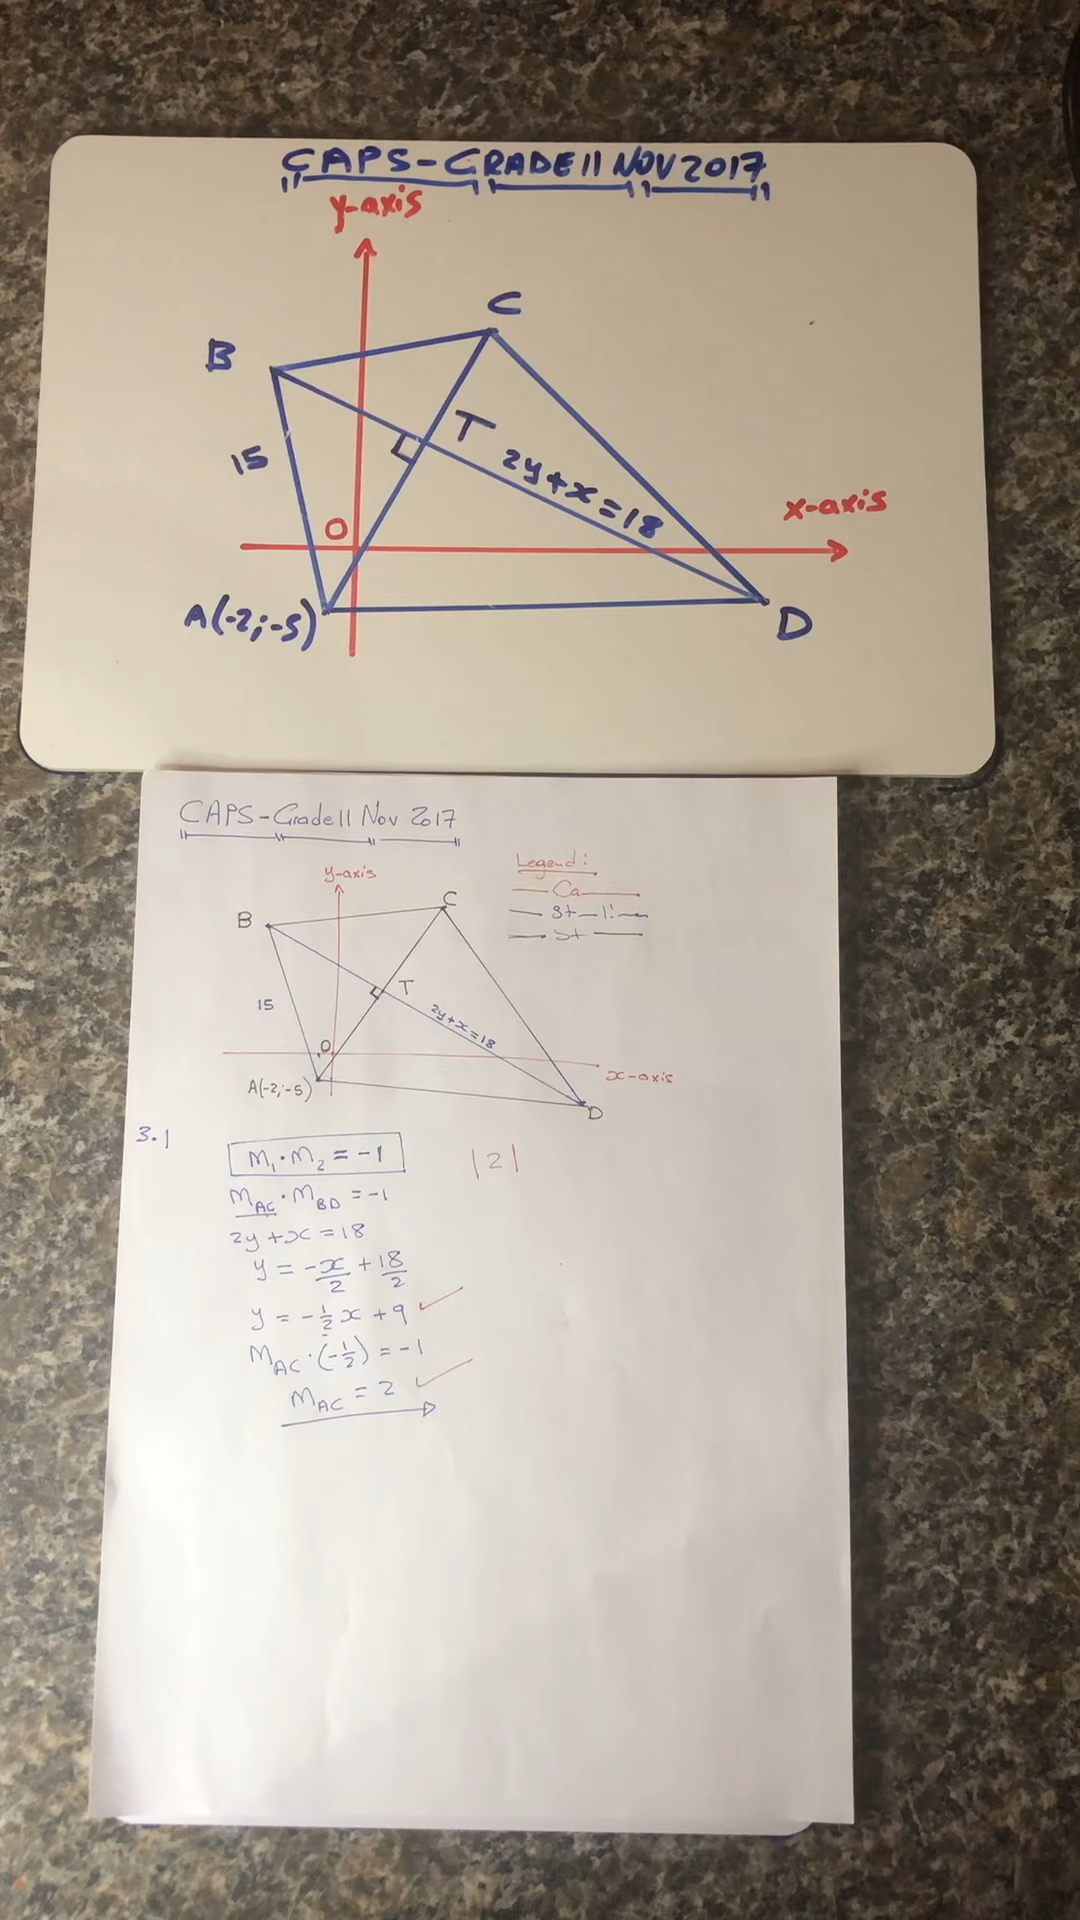 CAPS-GRADE 11 NOV 2017
y-axis
C
B
T
15
2y+x=18
x-axis
O
A(-2;-5)
D
CAPS-Grade 11 Nov 2017
Legend:
y-axis
Ca
C
B
St
T
15
2y+x=18
O
x-axis
A(-2;-5)
D
3.1
m₁·m₂ = -1
|2|
m_AC·m_BD = -1
2y+x=18
y = -x/2 + 18/2
y = -1/2x + 9 ✓
m_AC·(-1/2) = -1
m_AC = 2 ✓